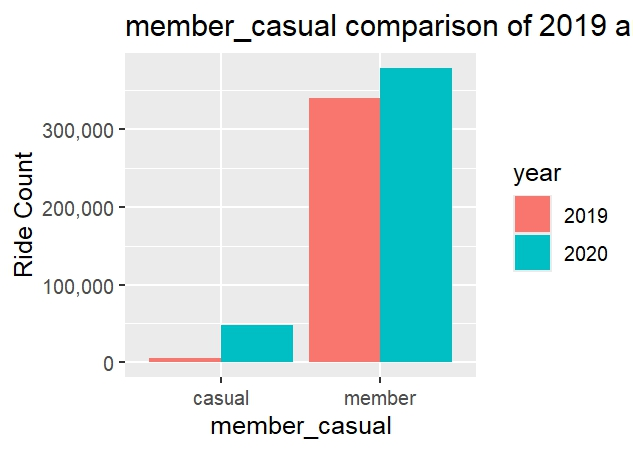 member_casual comparison of 2019 a
Ride Count
300,000
200,000
100,000
0
casual
member
member_casual
year
2019
2020